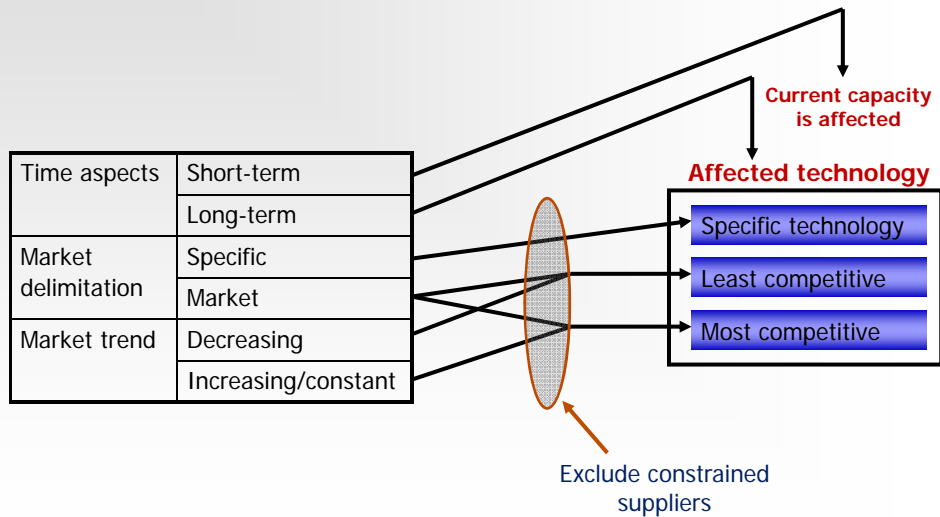 Current capacity
is affected
Affected technology
Time aspects
Short-term
Long-term
Market
delimitation
Specific
Market
Market trend
Decreasing
Increasing/constant
Specific technology
Least competitive
Most competitive
Exclude constrained
suppliers